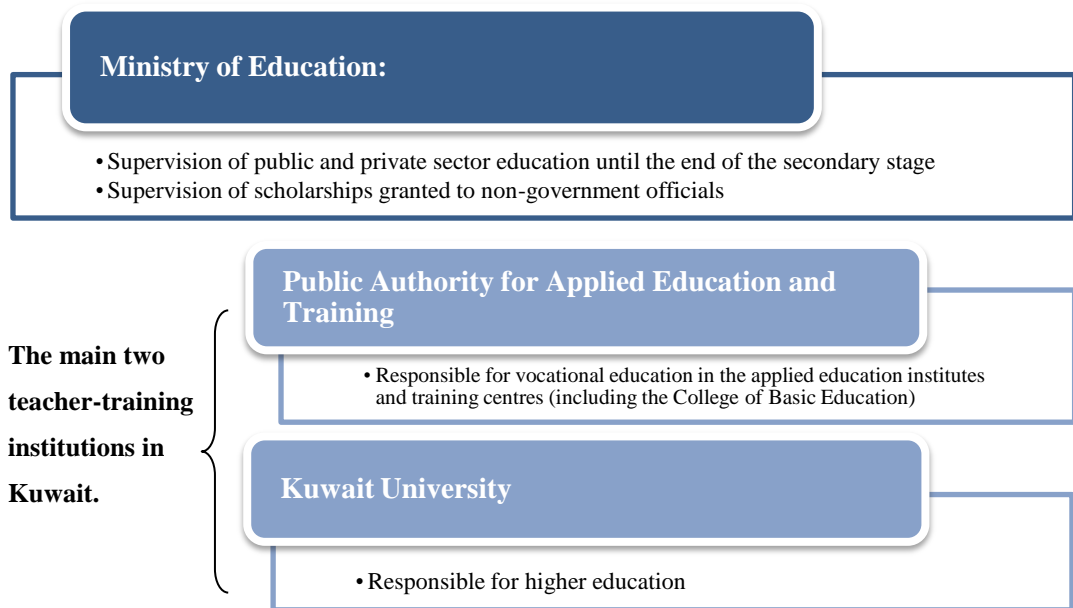 Ministry of Education:
• Supervision of public and private sector education until the end of the secondary stage
• Supervision of scholarships granted to non-government officials
The main two
teacher-training
institutions in
Kuwait.
Public Authority for Applied Education and
Training
• Responsible for vocational education in the applied education institutes
and training centres (including the College of Basic Education)
Kuwait University
• Responsible for higher education